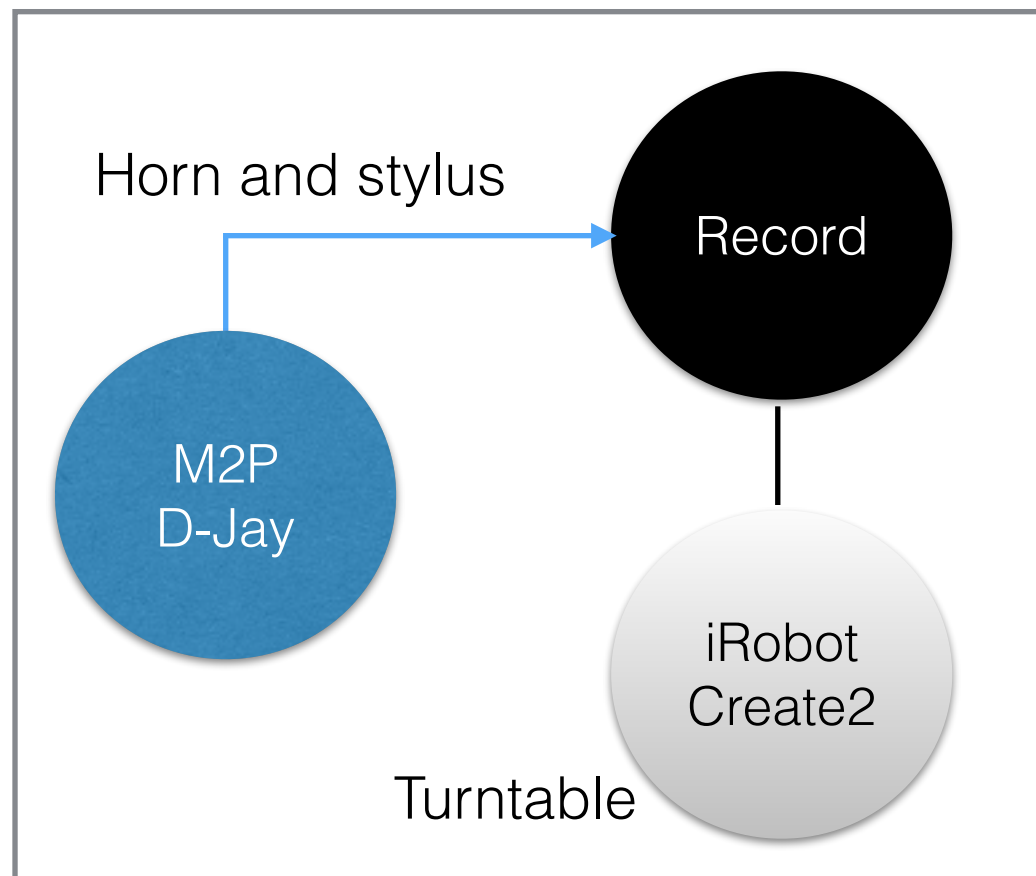 Horn and stylus
Record
M2P
D-Jay
iRobot
Create2
Turntable